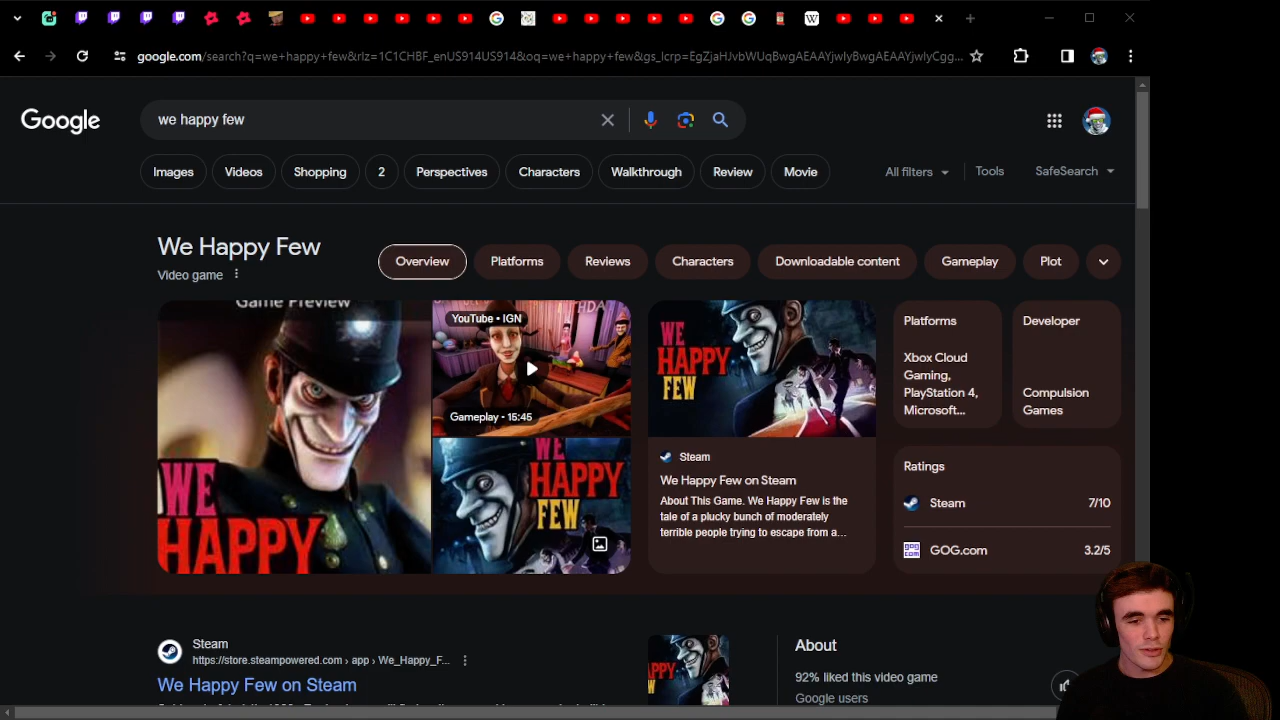 google.com/search?q=we+happy+few&rlz=1C1CHBF_enUS914US914&oq=we+happy+few&gs_lcrp=EgZjaHJvbWUqBwgAEAAYjwIyBwgAEAAYjwIyCgg...
Google
we happy few
Images
Videos
Shopping
2
Perspectives
Characters
Walkthrough
Review
Movie
All filters
Tools
SafeSearch
We Happy Few
Video game
Overview
Platforms
Reviews
Characters
Downloadable content
Gameplay
Plot
Game Preview
WE
HAPPY
YouTube • IGN
Gameplay • 15:45
WE
HAPPY
FEW
WE
HAPPY
FEW
Steam
We Happy Few on Steam
About This Game. We Happy Few is the
tale of a plucky bunch of moderately
terrible people trying to escape from a...
Platforms
Xbox Cloud
Gaming,
PlayStation 4,
Microsoft...
Developer
Compulsion
Games
Ratings
Steam
7/10
GOG.com
3.2/5
Steam
https://store.steampowered.com › app › We_Happy_F...
We Happy Few on Steam
About
92% liked this video game
Google users